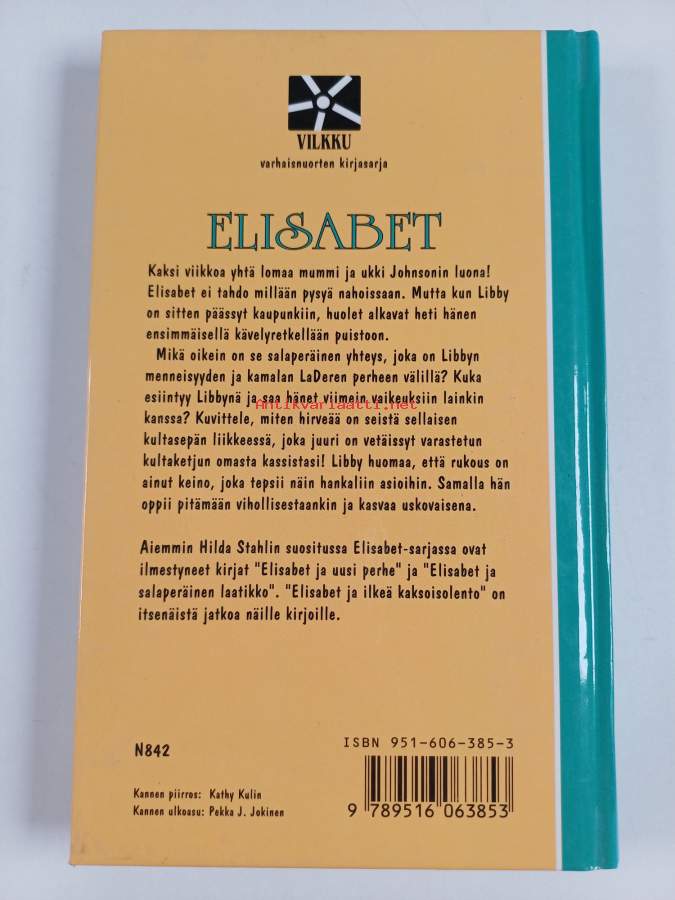 VILKKU
varhaisnuorten kirjasarja
ELISABET
Kaksi viikkoa yhtä lomaa mummi ja ukki Johnsonin luona!
Elisabet ei tahdo millään pysyä nahoissaan. Mutta kun Libby
on sitten päässyt kaupunkiin, huolet alkavat heti hänen
ensimmäisellä kävelyretkellään puistoon.
Mikä oikein on se salaperäinen yhteys, joka on Libbyn
menneisyyden ja kamalan LaDeren perheen välillä? Kuka
esiintyy Libbynä ja saa hänet viimein vaikeuksiin lainkin
Antikvariaatti.net
kanssa? Kuvittele, miten hirveää on seistä sellaisen
kultasepän liikkeessä, joka juuri on vetäissyt varastetun
kultaketjun omasta kassistasi! Libby huomaa, että rukous on
ainut keino, joka tepsii näin hankaliin asioihin. Samalla hän
oppii pitämään vihollisestaankin ja kasvaa uskovaisena.
Aiemmin Hilda Stahlin suositussa Elisabet-sarjassa ovat
ilmestyneet kirjat "Elisabet ja uusi perhe" ja "Elisabet ja
salaperäinen laatikko". "Elisabet ja ilkeä kaksoisolento" on
itsenäistä jatkoa näille kirjoille.
N842
ISBN 951-606-385-3
Kannen piirros: Kathy Kulin
Kannen ulkoasu: Pekka J. Jokinen
9 789516 063853